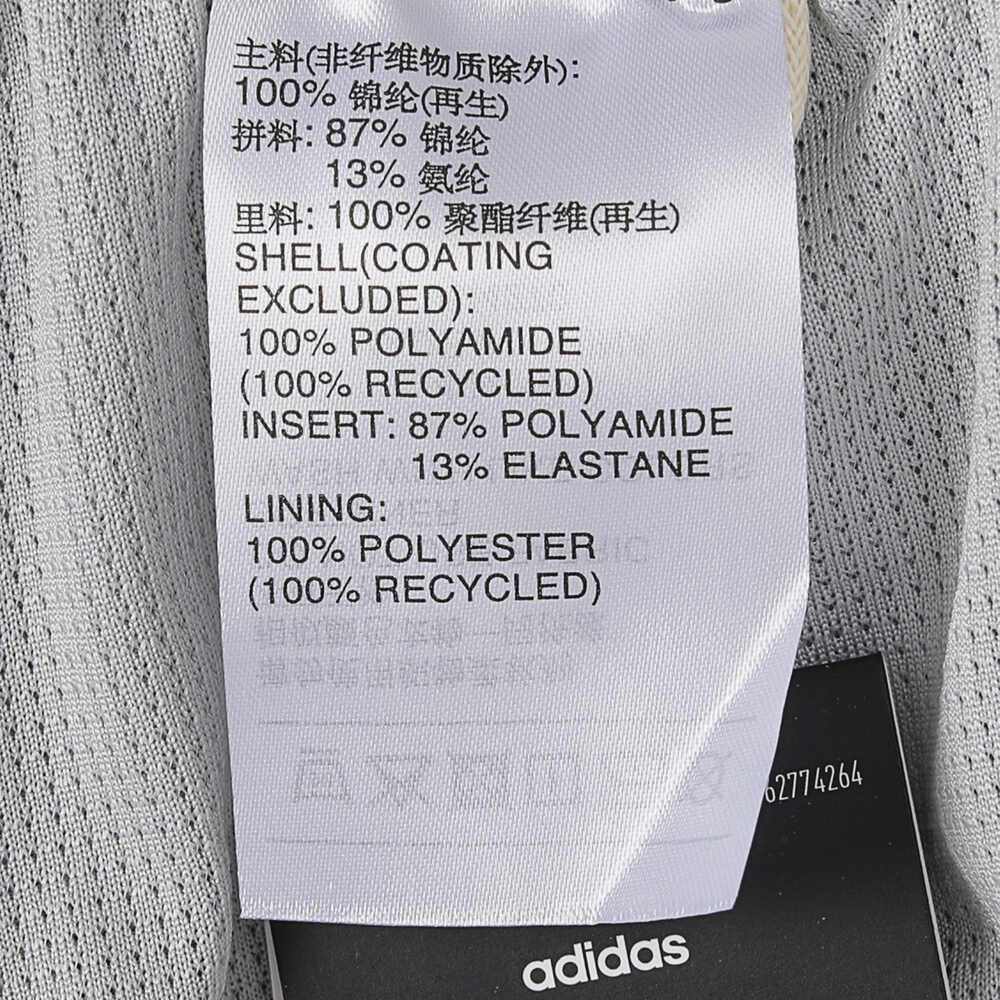 主料(非纤维物质除外):
100% 锦纶(再生)
拼料: 87% 锦纶
13% 氨纶
里料: 100% 聚酯纤维(再生)
SHELL(COATING
EXCLUDED):
100% POLYAMIDE
(100% RECYCLED)
INSERT: 87% POLYAMIDE
13% ELASTANE
LINING:
100% POLYESTER
(100% RECYCLED)
62774264
adidas